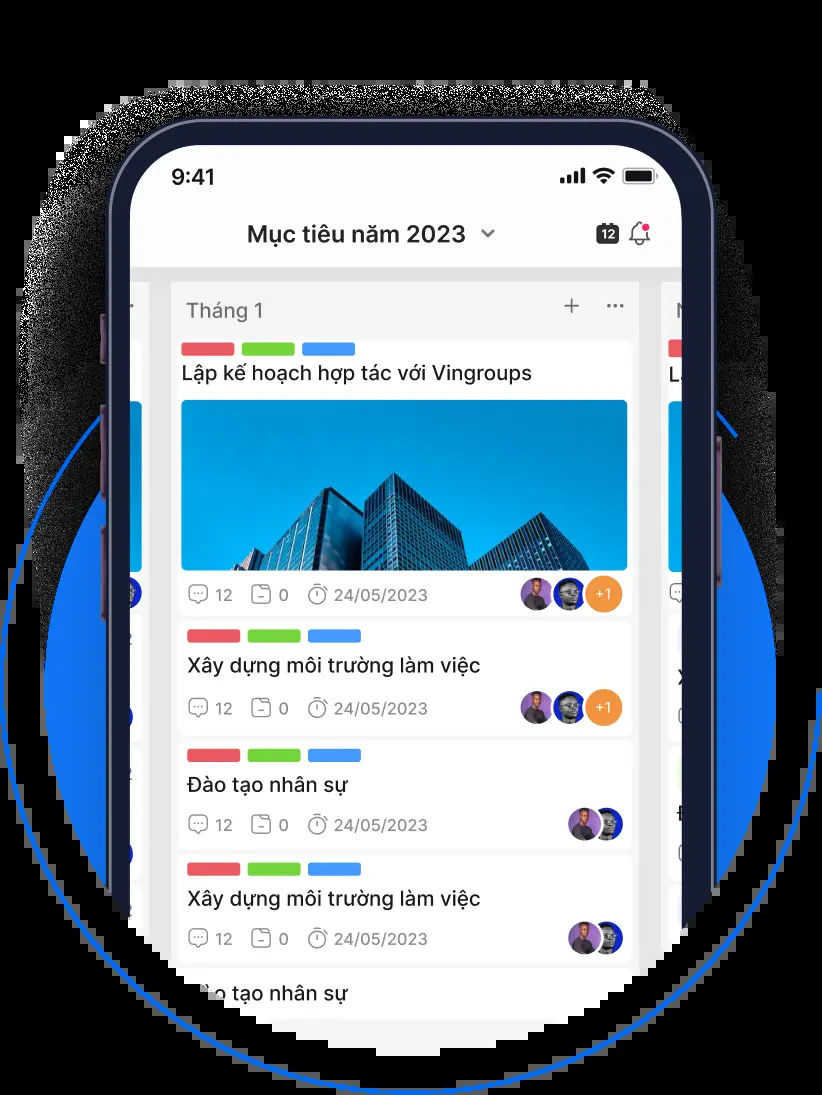 9:41
Mục tiêu năm 2023
12
Tháng 1
Lập kế hoạch hợp tác với Vingroups
12 0 24/05/2023 +1
Xây dựng môi trường làm việc
12 0 24/05/2023 +1
Đào tạo nhân sự
12 0 24/05/2023
Xây dựng môi trường làm việc
12 0 24/05/2023
tạo nhân sự